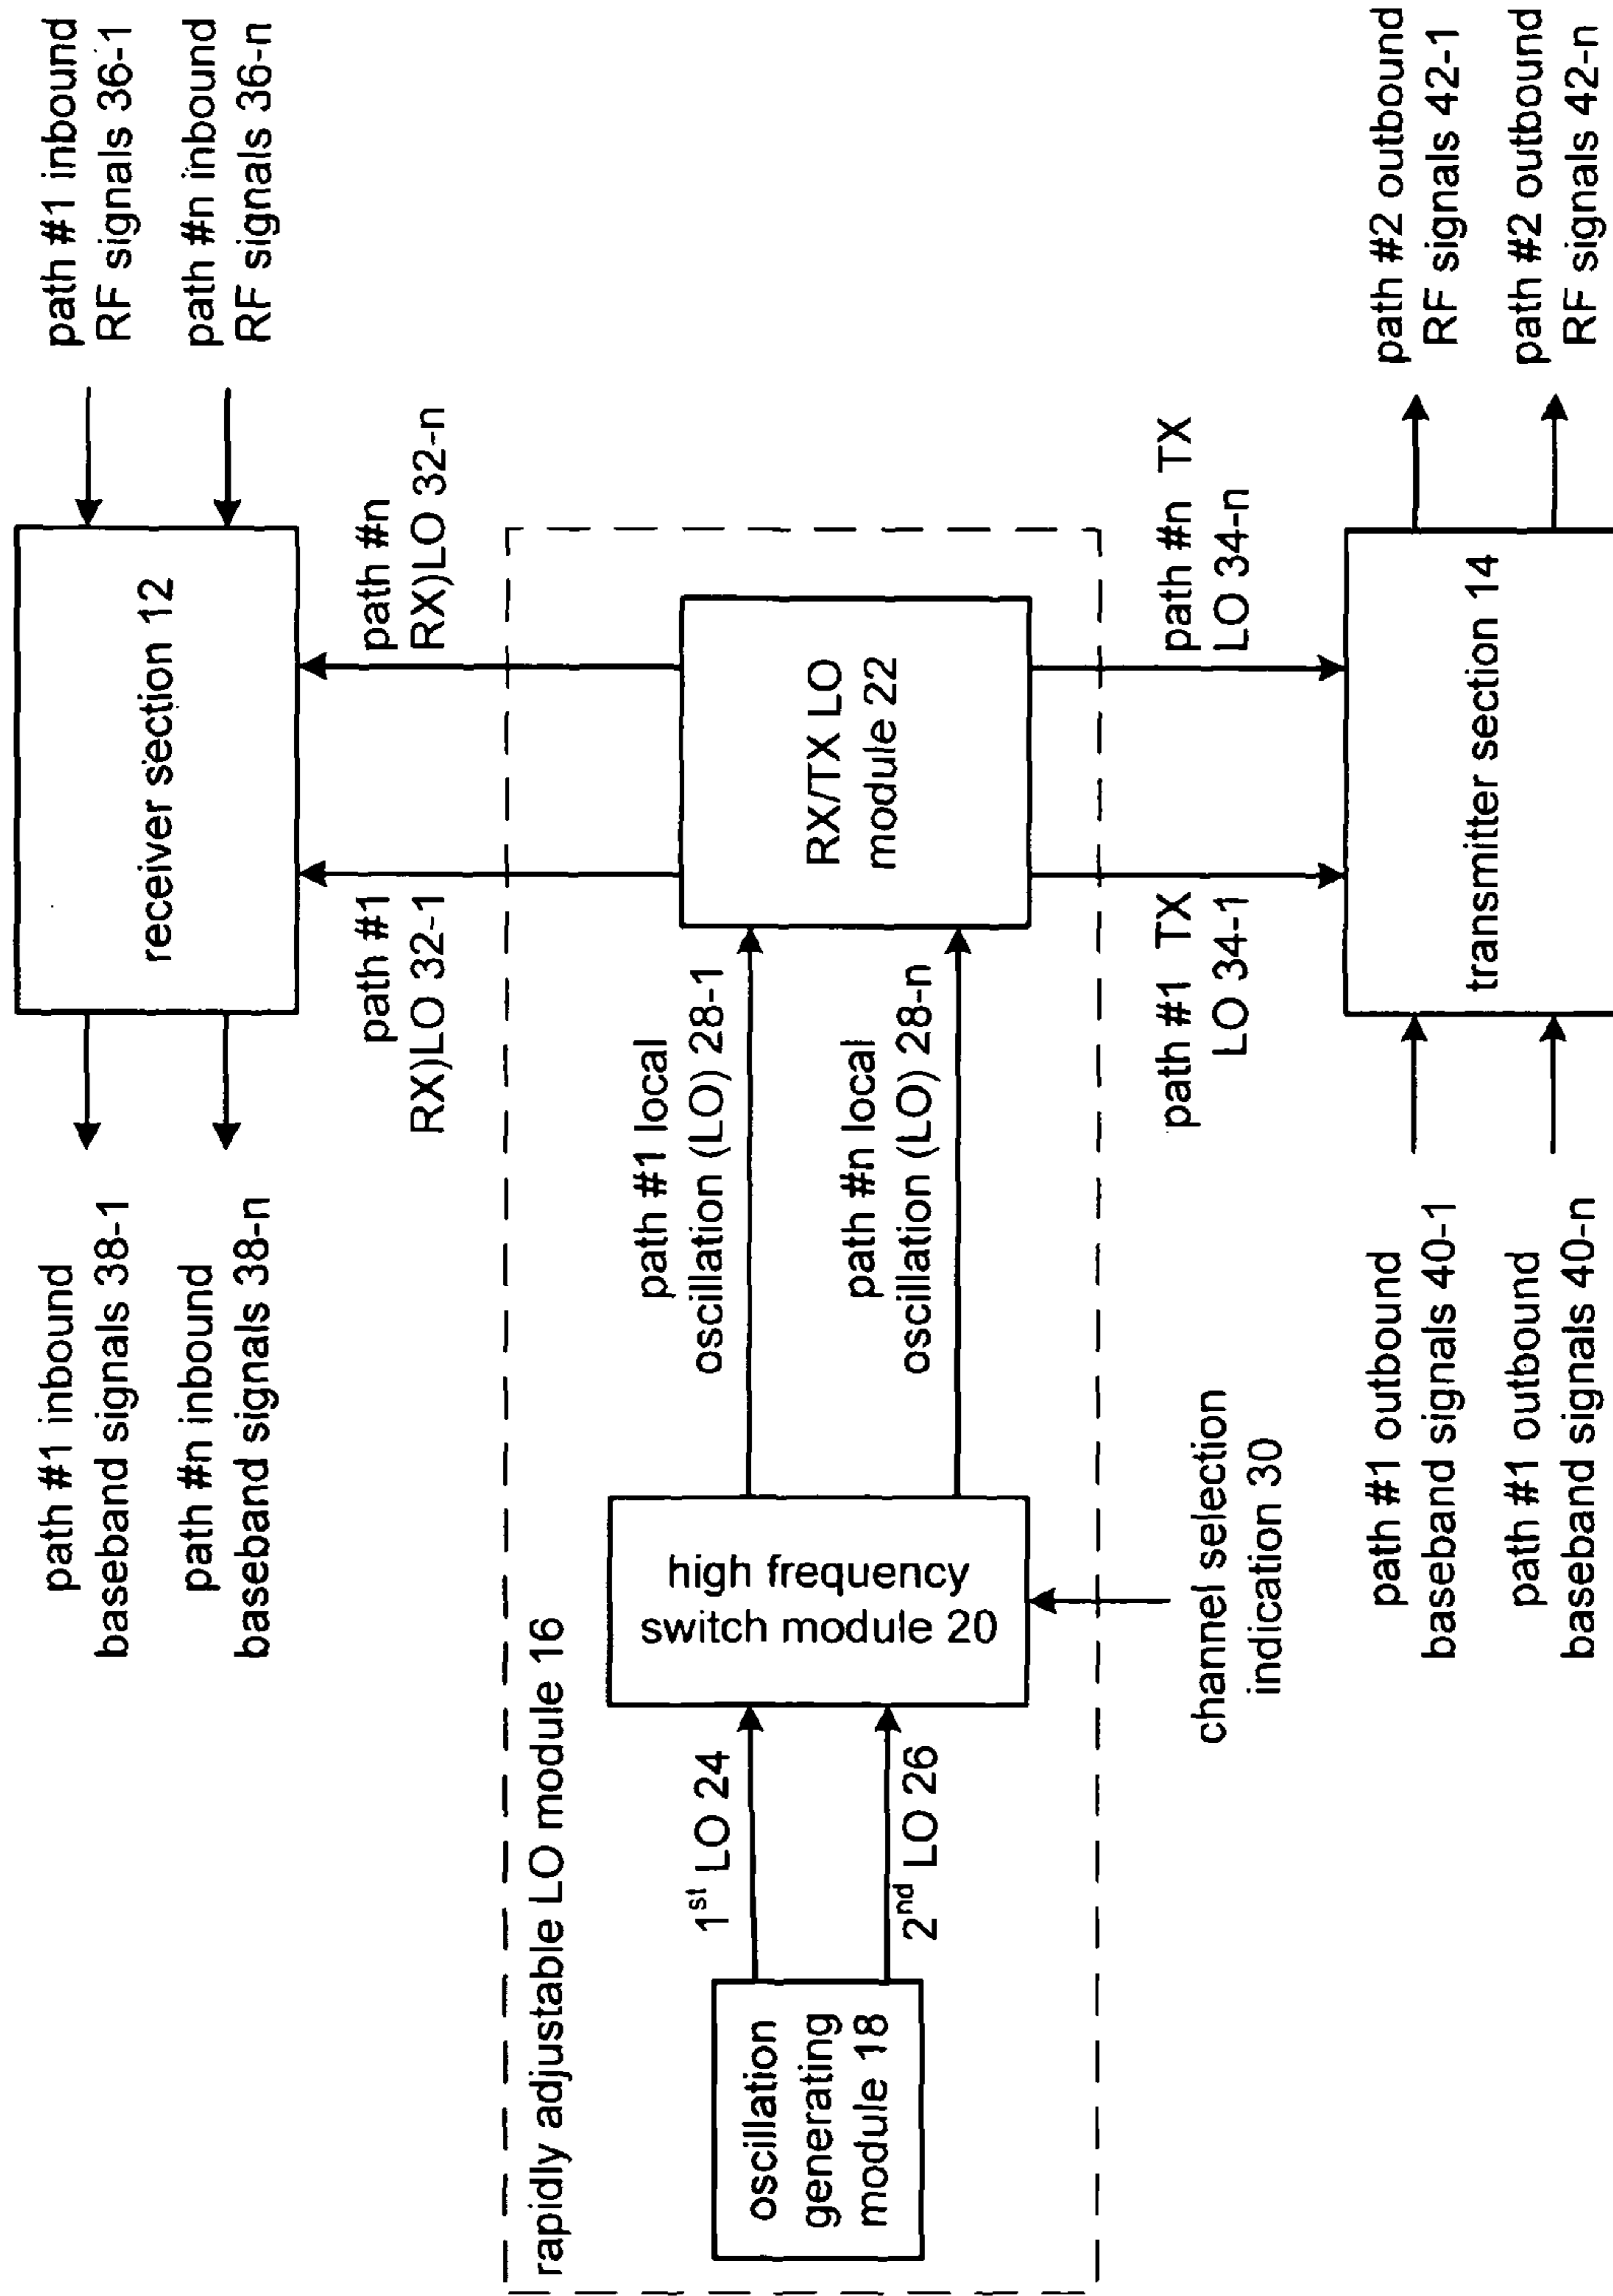 path #1 inbound
baseband signals 38-1
path #n inbound
baseband signals 38-n
receiver section 12
path #1 inbound
RF signals 36-1
path #n inbound
RF signals 36-n
path #1
RX)LO 32-1
path #n
RX)LO 32-n
rapidly adjustable LO module 16
oscillation
generating
module 18
1st LO 24
2nd LO 26
high frequency
switch module 20
path #1 local
oscillation (LO) 28-1
path #n local
oscillation (LO) 28-n
RX/TX LO
module 22
channel selection
indication 30
path #1 TX
LO 34-1
path #n TX
LO 34-n
path #1 outbound
baseband signals 40-1
path #1 outbound
baseband signals 40-n
transmitter section 14
path #2 outbound
RF signals 42-1
path #2 outbound
RF signals 42-n